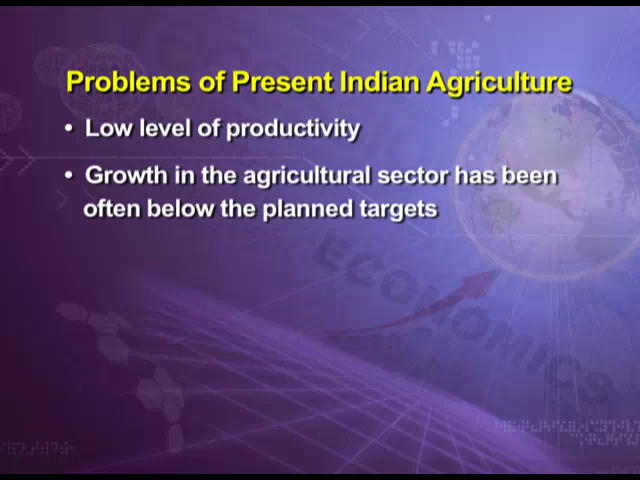 Problems of Present Indian Agriculture
• Low level of productivity
• Growth in the agricultural sector has been
often below the planned targets
ECONOMICS